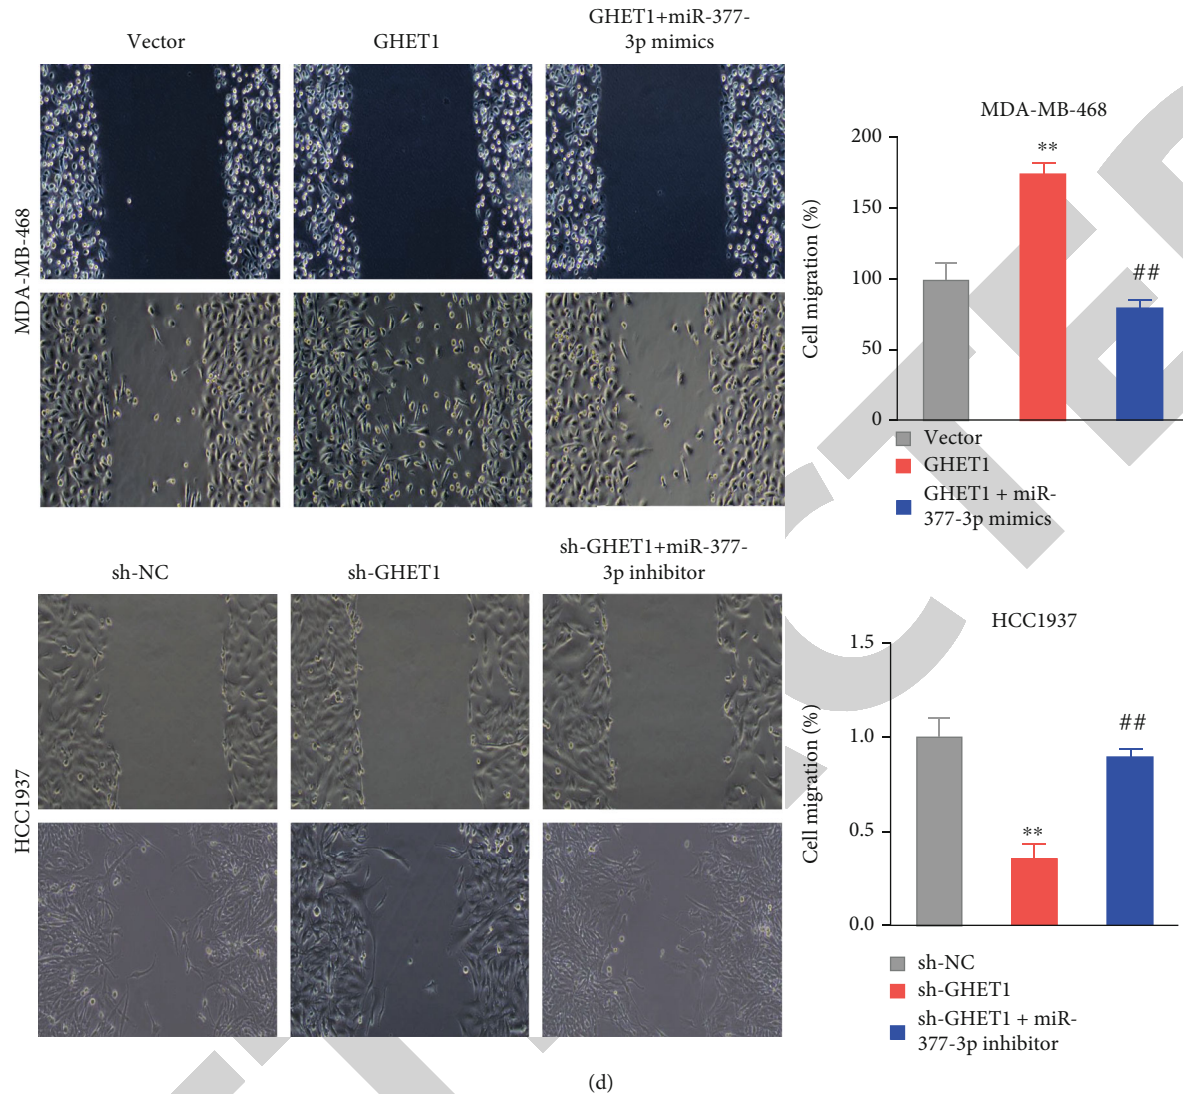 Vector
GHET1
GHET1+miR-377-
3p mimics
MDA-MB-468
MDA-MB-468
Cell migration (%)
200
150
100
50
0
**
##
Vector
GHET1
GHET1 + miR-
377-3p mimics
sh-NC
sh-GHET1
sh-GHET1+miR-377-
3p inhibitor
HCC1937
HCC1937
Cell migration (%)
1.5
1.0
0.5
0.0
**
##
sh-NC
sh-GHET1
sh-GHET1 + miR-
377-3p inhibitor
(d)